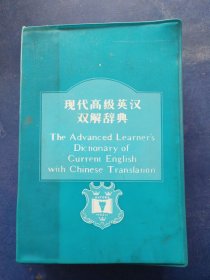 现代高级英汉
双解辞典
The Advanced Learner's
Dictionary of
Current English
with Chinese Translation